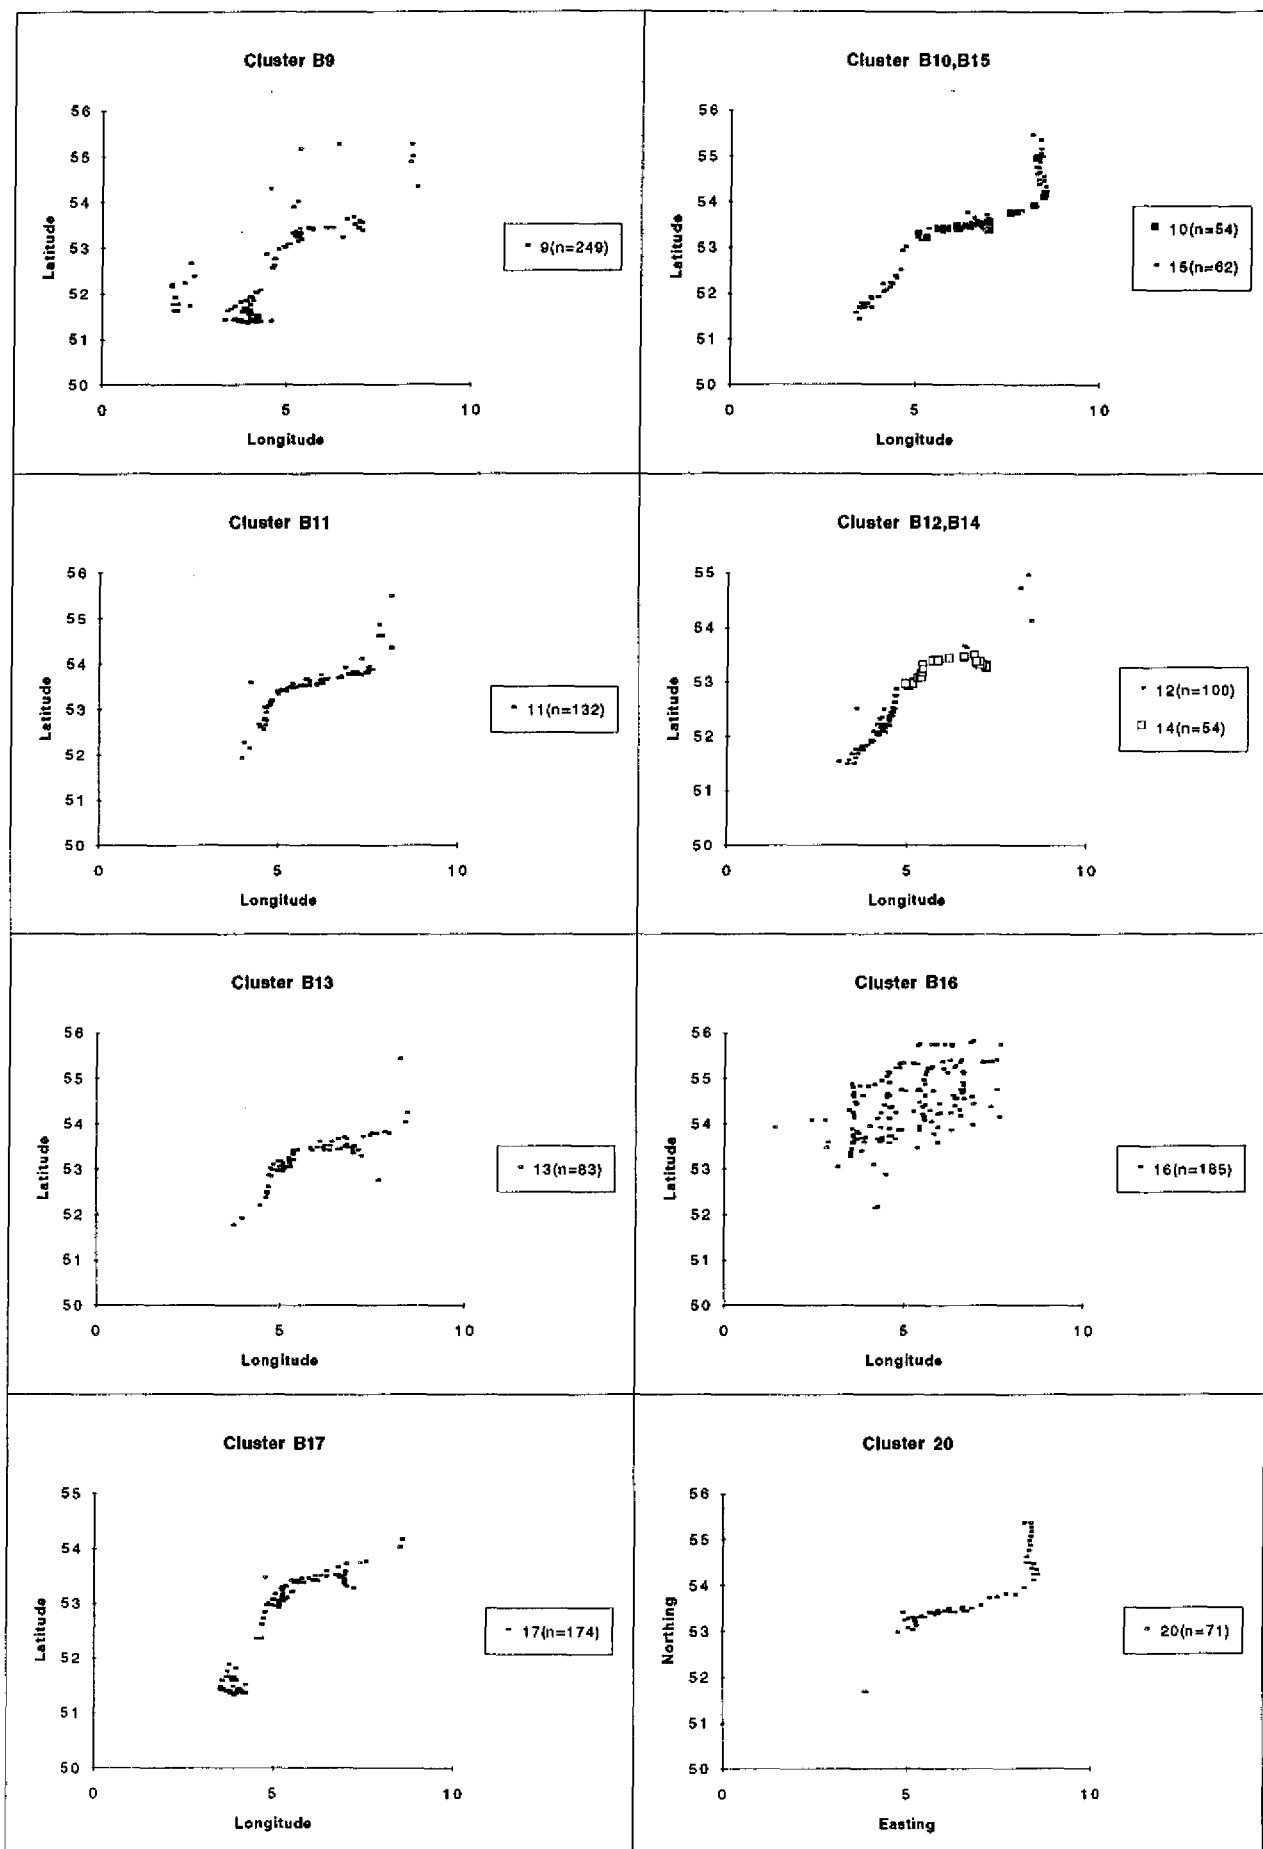 Cluster B9
56
55
54
53
52
51
50
0
5
10
Latitude
Longitude
9(n=249)
Cluster B10,B15
56
55
54
53
52
51
50
0
5
10
Latitude
Longitude
10(n=54)
15(n=62)
Cluster B11
56
55
54
53
52
51
50
0
5
10
Latitude
Longitude
11(n=132)
Cluster B12,B14
55
54
53
52
51
50
0
5
10
Latitude
Longitude
12(n=100)
14(n=54)
Cluster B13
56
55
54
53
52
51
50
0
5
10
Latitude
Longitude
13(n=83)
Cluster B16
56
55
54
53
52
51
50
0
5
10
Latitude
Longitude
16(n=185)
Cluster B17
55
54
53
52
51
50
0
5
10
Latitude
Longitude
17(n=174)
Cluster 20
56
55
54
53
52
51
50
0
5
10
Northing
Easting
20(n=71)